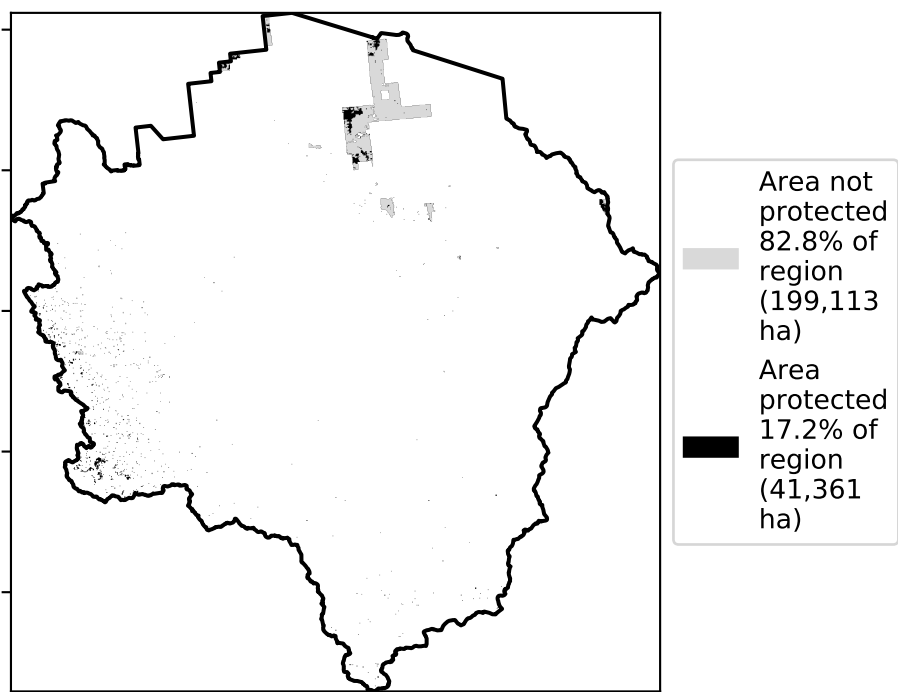 Area not
protected
82.8% of
region
(199,113
ha)
Area
protected
17.2% of
region
(41,361
ha)